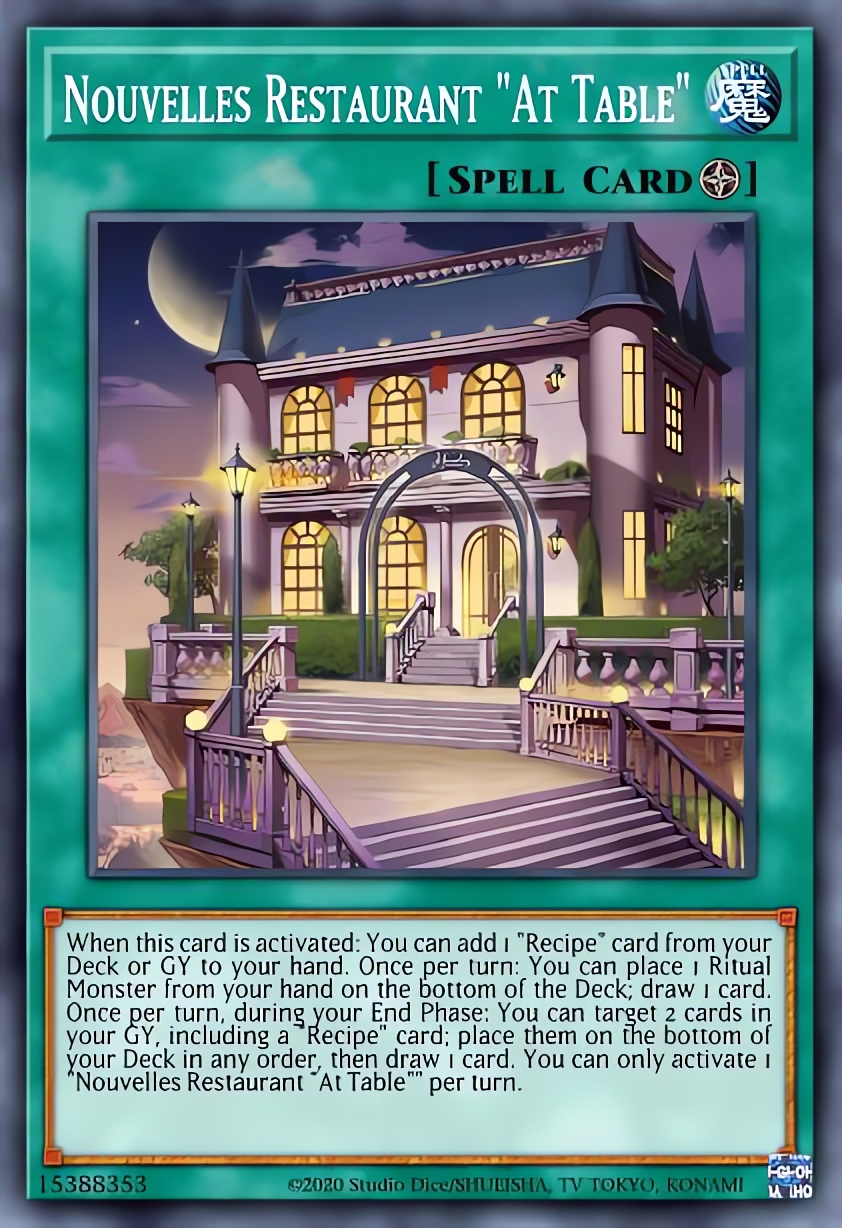 Nouvelles Restaurant "At Table"
魔
[Spell Card]
When this card is activated: You can add 1 "Recipe" card from your
Deck or GY to your hand. Once per turn: You can place 1 Ritual
Monster from your hand on the bottom of the Deck; draw 1 card.
Once per turn, during your End Phase: You can target 2 cards in
your GY, including a "Recipe" card; place them on the bottom of
your Deck in any order, then draw 1 card. You can only activate 1
"Nouvelles Restaurant "At Table"" per turn.
15388353
©2020 Studio Dice/SHUEISHA, TV TOKYO, KONAMI